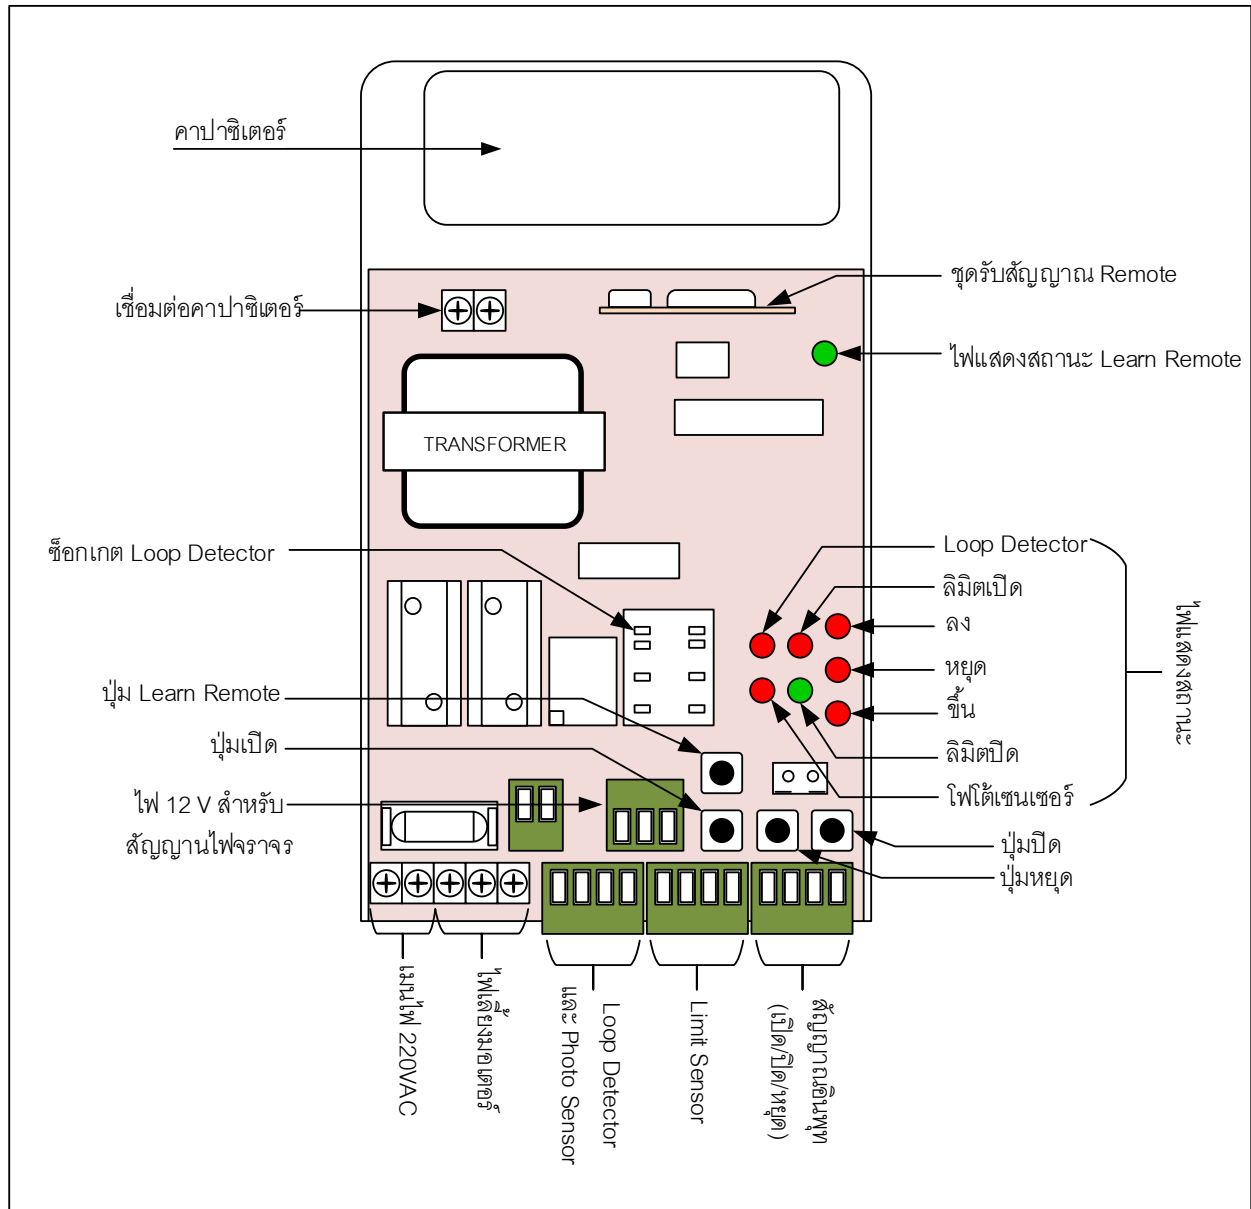 คาปาซิเตอร์
ชุดรับสัญญาณ Remote
เชื่อมต่อคาปาซิเตอร์
ไฟแสดงสถานะ Learn Remote
TRANSFORMER
ซ็อกเกต Loop Detector
Loop Detector
ลิมิตเปิด
ลง
หยุด
ขึ้น
ลิมิตปิด
โฟโต้เซนเซอร์
ไฟแสดงสถานะ
ปุ่ม Learn Remote
ปุ่มเปิด
ไฟ 12 V สำหรับ
สัญญานไฟจราจร
ปุ่มปิด
ปุ่มหยุด
เมนไฟ 220VAC
ไฟเลี้ยงมอเตอร์
Loop Detector
และ Photo Sensor
Limit Sensor
สัญญาณอินพุท
(เปิด/ปิด/หยุด)